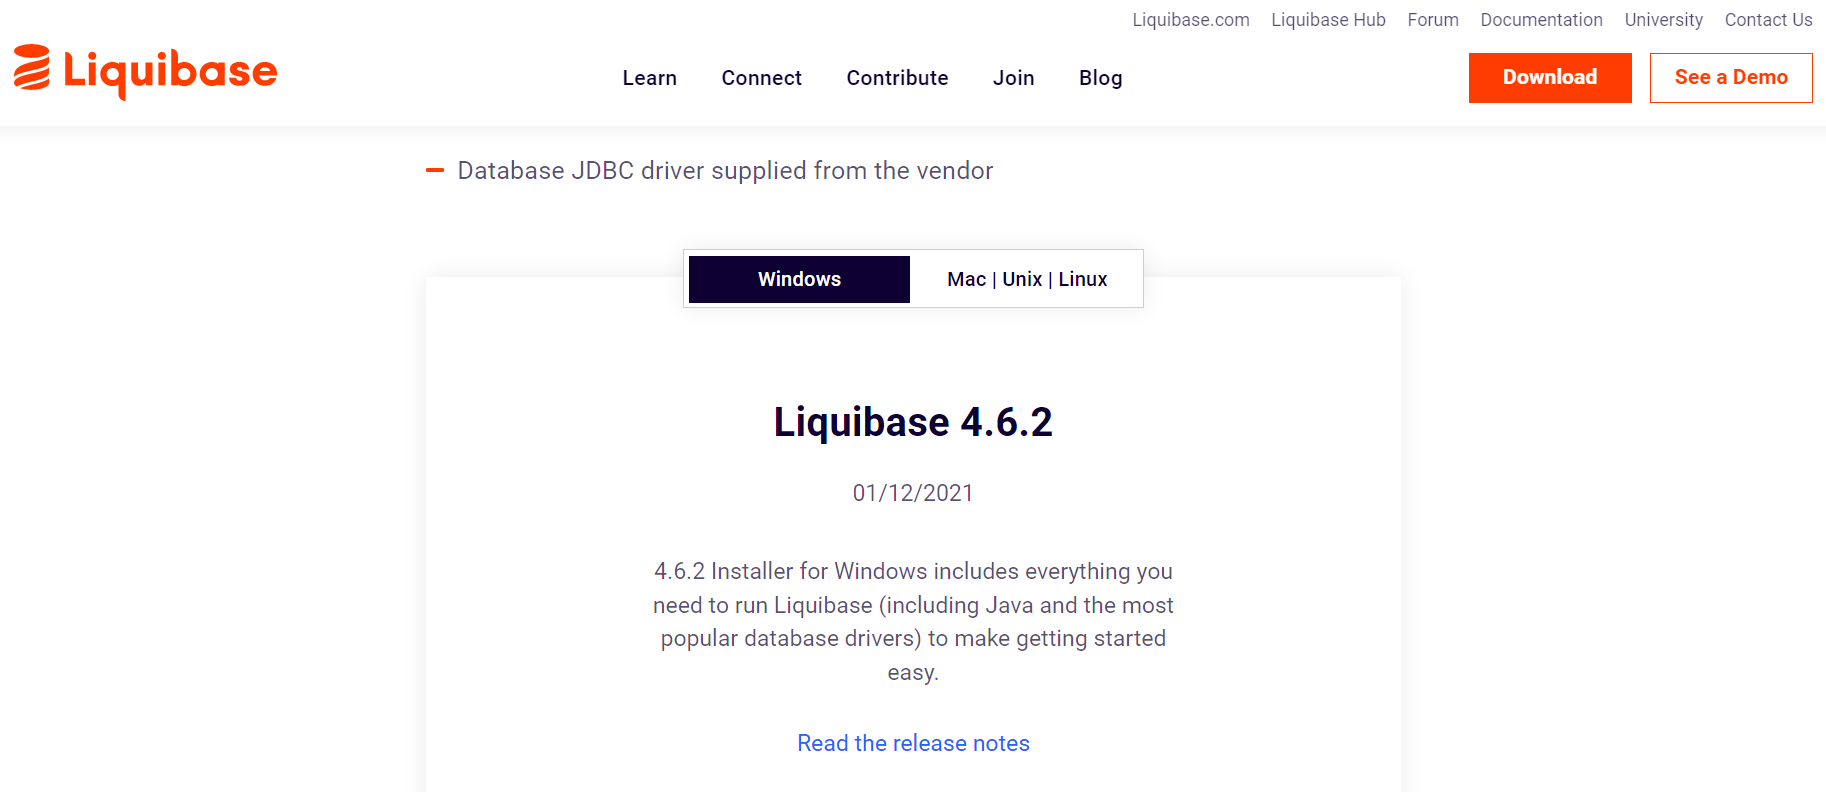 Liquibase.com Liquibase Hub Forum Documentation University Contact Us
Liquibase
Learn Connect Contribute Join Blog
Download See a Demo
Database JDBC driver supplied from the vendor
Windows Mac | Unix | Linux
Liquibase 4.6.2
01/12/2021
4.6.2 Installer for Windows includes everything you
need to run Liquibase (including Java and the most
popular database drivers) to make getting started
easy.
Read the release notes